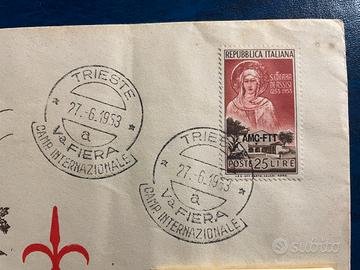 TRIESTE
27.-6.1953
a
Vª FIERA
CAMP. INTERNAZIONALE
TRIESTE
27.-6.1953
a
Vª FIERA
CAMP. INTERNAZIONALE
REPUBBLICA ITALIANA
S. CHIARA
D'ASSISI
1253-1953
AMG-FTT
POSTE 25 LIRE
subito